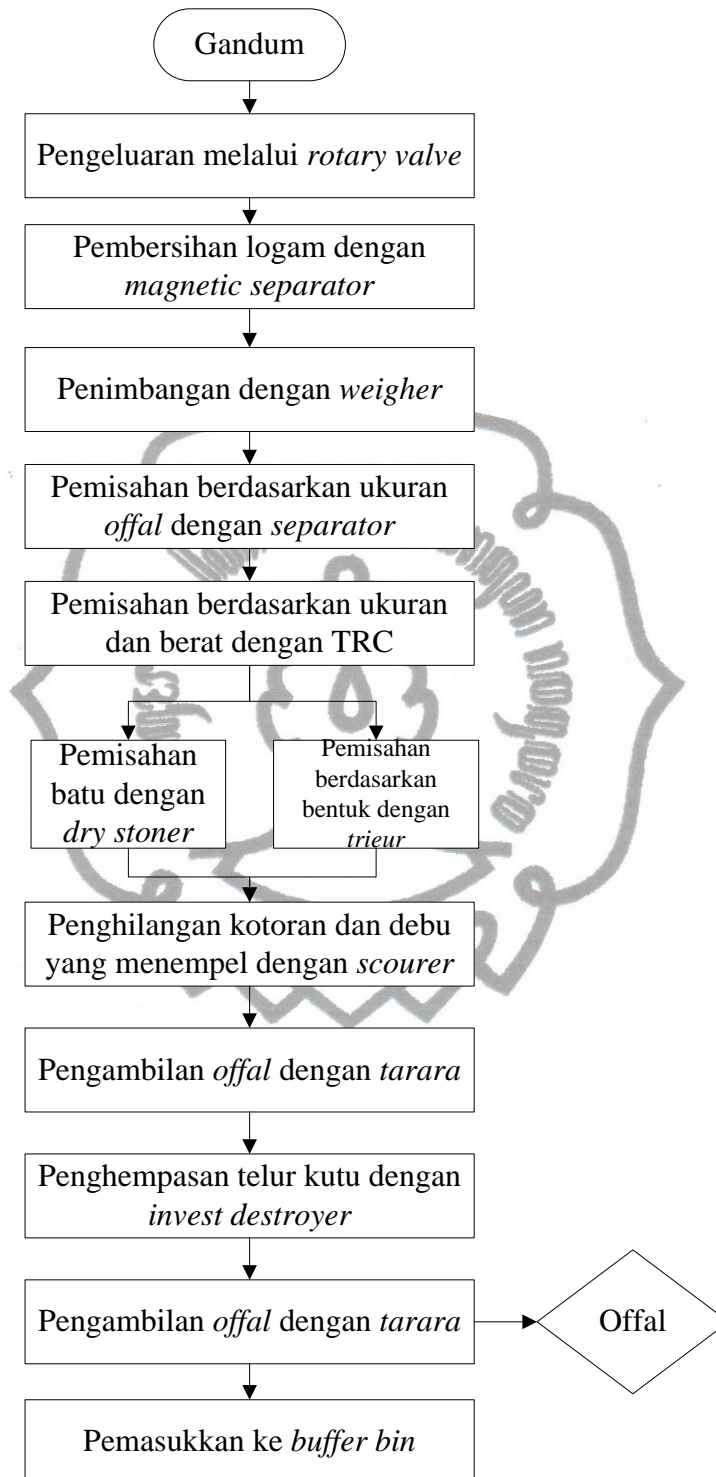 Gandum
Pengeluaran melalui rotary valve
Pembersihan logam dengan
magnetic separator
Penimbangan dengan weigher
Pemisahan berdasarkan ukuran
offal dengan separator
Pemisahan berdasarkan ukuran
dan berat dengan TRC
Pemisahan
batu dengan
dry stoner
Pemisahan
berdasarkan
bentuk dengan
trieur
Penghilangan kotoran dan debu
yang menempel dengan scourer
Pengambilan offal dengan tarara
Penghempasan telur kutu dengan
invest destroyer
Pengambilan offal dengan tarara
Offal
Pemasukkan ke buffer bin